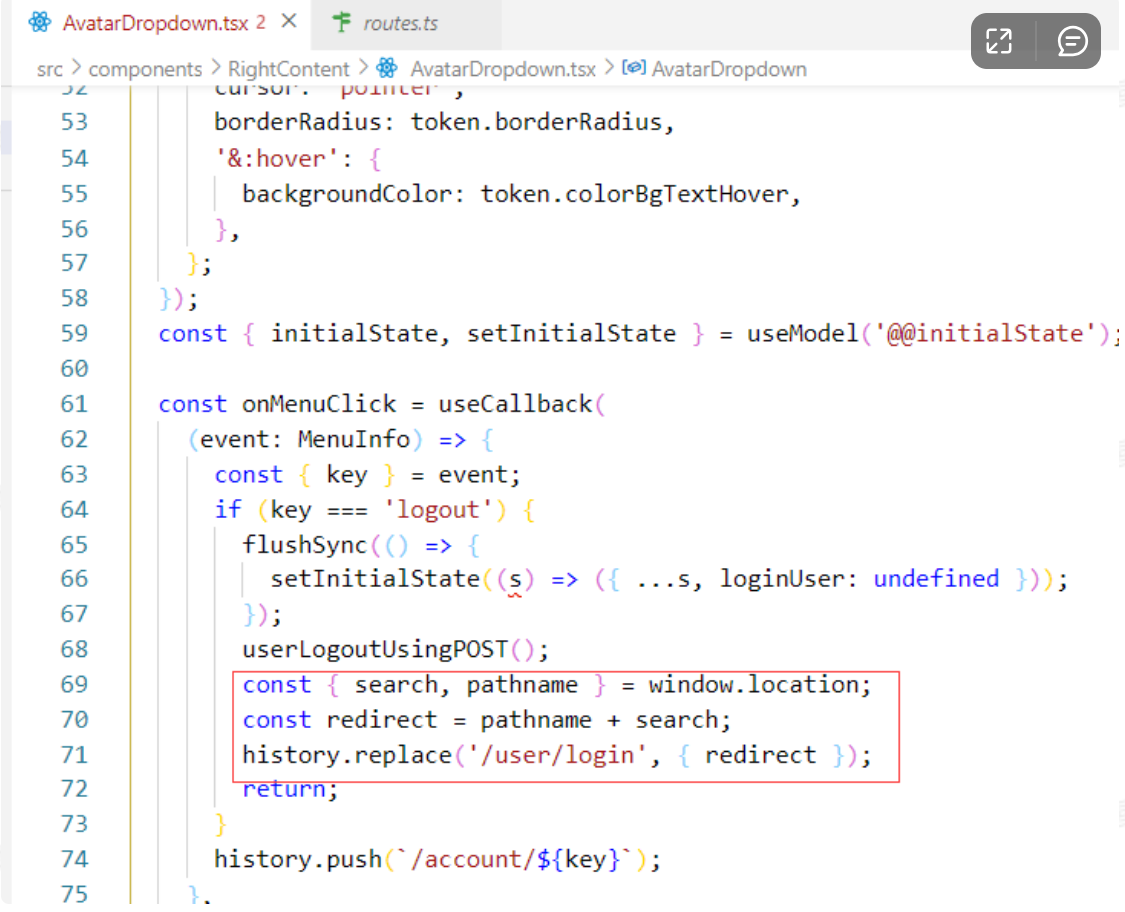 AvatarDropdown.tsx 2 ×
routes.ts
src > components > RightContent > AvatarDropdown.tsx > AvatarDropdown
52 cursor: 'pointer',
53 borderRadius: token.borderRadius,
54 '&:hover': {
55 backgroundColor: token.colorBgTextHover,
56 },
57 };
58 });
59 const { initialState, setInitialState } = useModel('@@initialState');
60
61 const onMenuClick = useCallback(
62 (event: MenuInfo) => {
63 const { key } = event;
64 if (key === 'logout') {
65 flushSync(() => {
66 setInitialState((s) => ({ ...s, loginUser: undefined }));
67 });
68 userLogoutUsingPOST();
69 const { search, pathname } = window.location;
70 const redirect = pathname + search;
71 history.replace('/user/login', { redirect });
72 return;
73 }
74 history.push(`/account/${key}`);
75 },